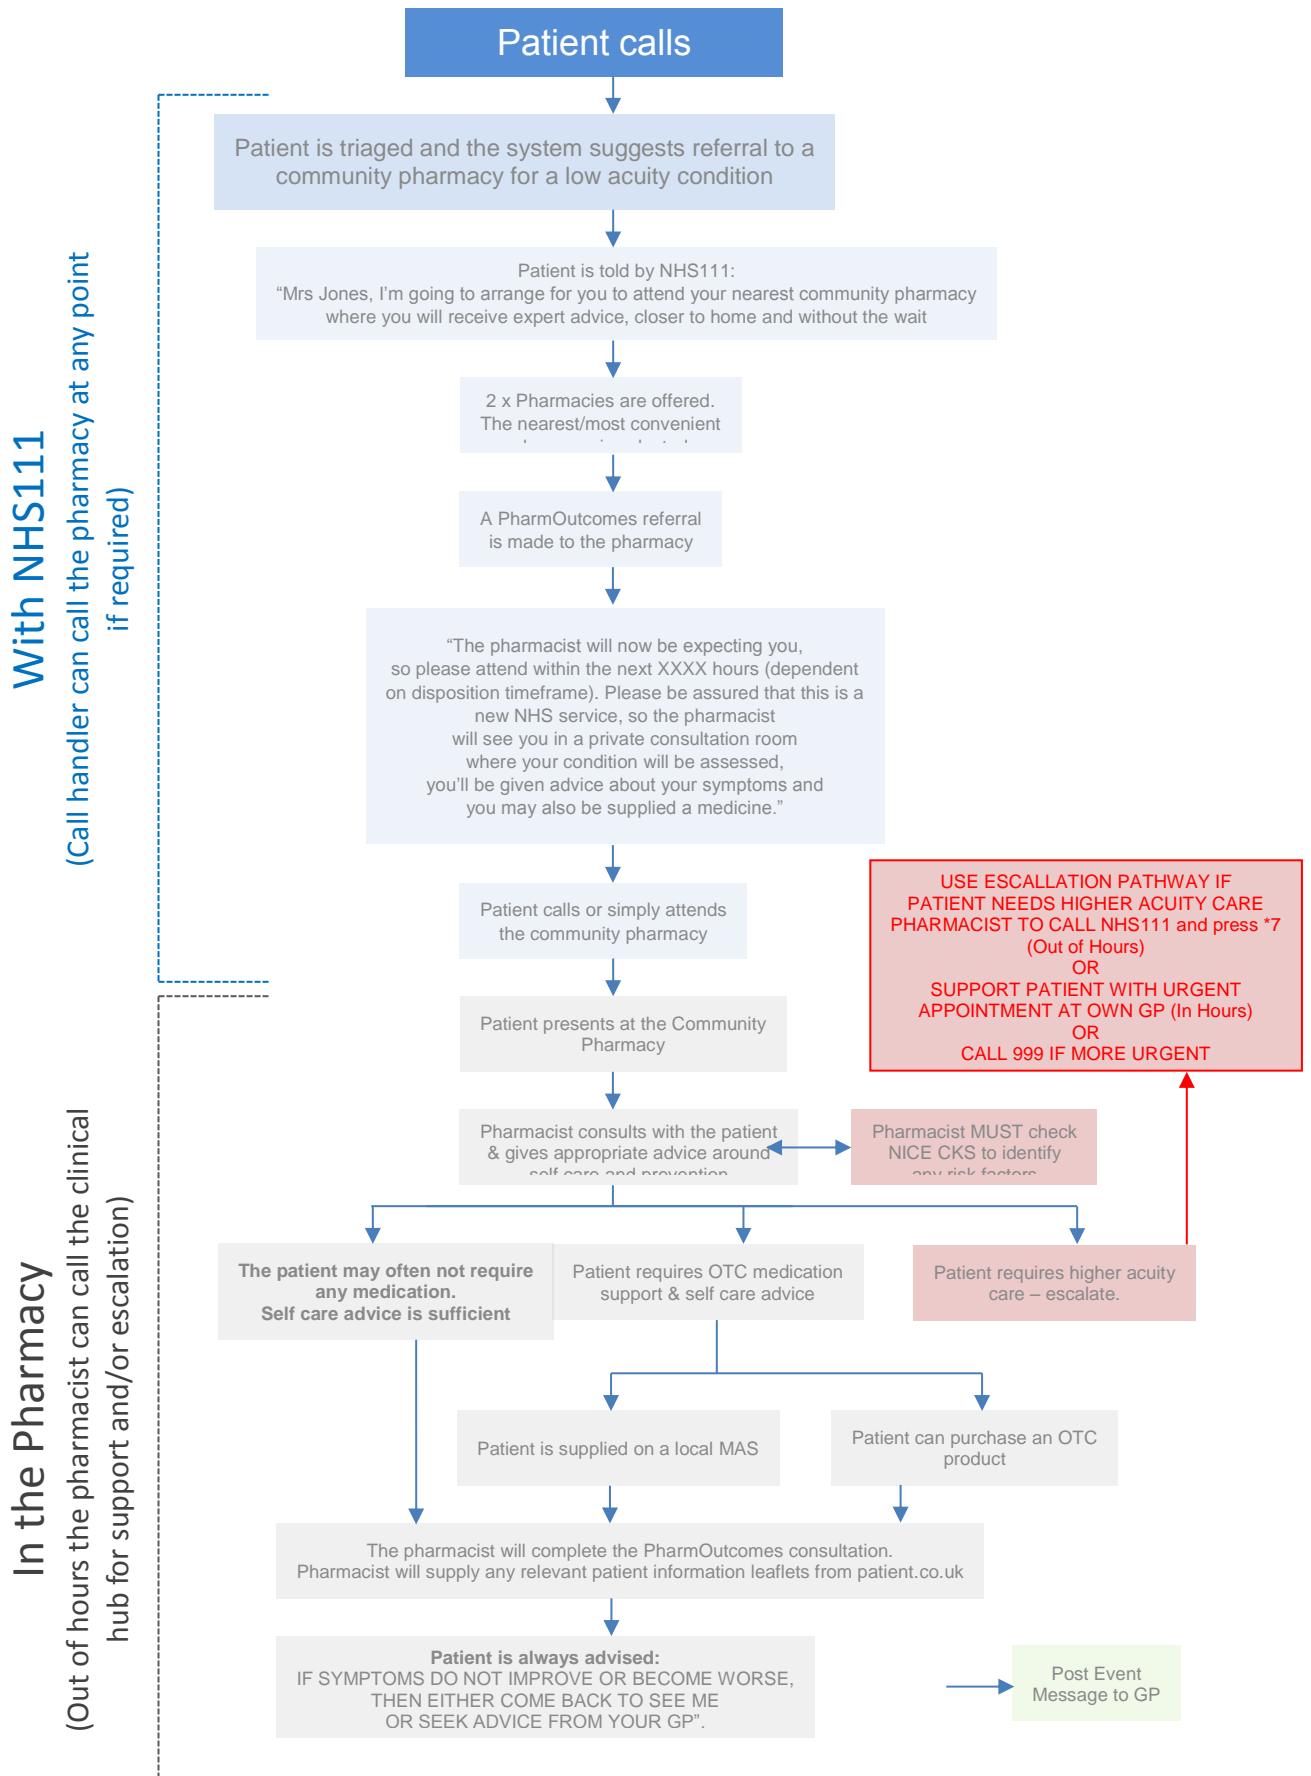 Patient calls
Patient is triaged and the system suggests referral to a
community pharmacy for a low acuity condition
Patient is told by NHS111:
“Mrs Jones, I’m going to arrange for you to attend your nearest community pharmacy
where you will receive expert advice, closer to home and without the wait
2 x Pharmacies are offered.
The nearest/most convenient
A PharmOutcomes referral
is made to the pharmacy
“The pharmacist will now be expecting you,
so please attend within the next XXXX hours (dependent
on disposition timeframe). Please be assured that this is a
new NHS service, so the pharmacist
will see you in a private consultation room
where your condition will be assessed,
you’ll be given advice about your symptoms and
you may also be supplied a medicine.”
Patient calls or simply attends
the community pharmacy
With NHS111
(Call handler can call the pharmacy at any point
if required)
USE ESCALLATION PATHWAY IF
PATIENT NEEDS HIGHER ACUITY CARE
PHARMACIST TO CALL NHS111 and press *7
(Out of Hours)
OR
SUPPORT PATIENT WITH URGENT
APPOINTMENT AT OWN GP (In Hours)
OR
CALL 999 IF MORE URGENT
Patient presents at the Community
Pharmacy
Pharmacist consults with the patient
& gives appropriate advice around
self care and prevention
Pharmacist MUST check
NICE CKS to identify
any risk factors
The patient may often not require
any medication.
Self care advice is sufficient
Patient requires OTC medication
support & self care advice
Patient requires higher acuity
care – escalate.
Patient is supplied on a local MAS
Patient can purchase an OTC
product
The pharmacist will complete the PharmOutcomes consultation.
Pharmacist will supply any relevant patient information leaflets from patient.co.uk
Patient is always advised:
IF SYMPTOMS DO NOT IMPROVE OR BECOME WORSE,
THEN EITHER COME BACK TO SEE ME
OR SEEK ADVICE FROM YOUR GP”.
Post Event
Message to GP
In the Pharmacy
(Out of hours the pharmacist can call the clinical
hub for support and/or escalation)